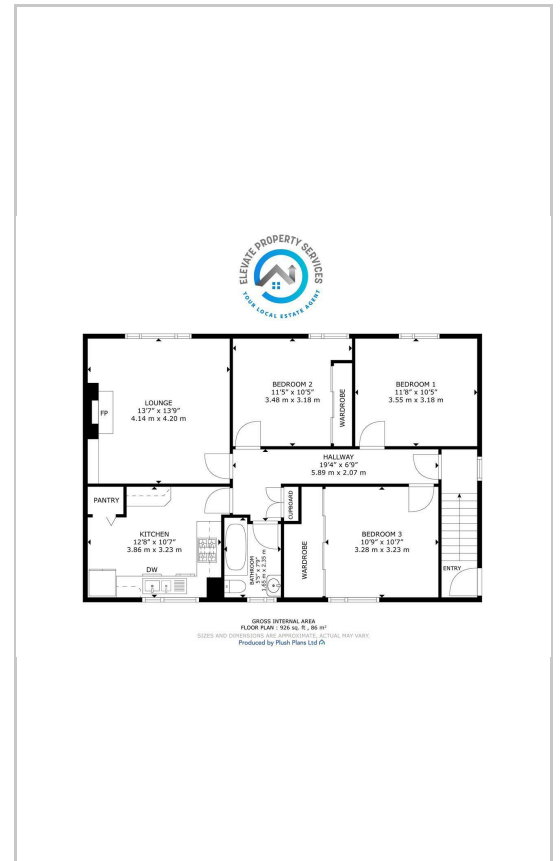 ELEVATE PROPERTY SERVICES
YOUR LOCAL ESTATE AGENT
LOUNGE
13'7" x 13'9"
4.14 m x 4.20 m
FP
BEDROOM 2
11'5" x 10'5"
3.48 m x 3.18 m
WARDROBE
BEDROOM 1
11'8" x 10'5"
3.55 m x 3.18 m
HALLWAY
19'4" x 6'9"
5.89 m x 2.07 m
PANTRY
KITCHEN
12'8" x 10'7"
3.86 m x 3.23 m
DW
BATHROOM
5'5" x 7'9"
1.65 m x 2.35 m
CUPBOARD
WARDROBE
BEDROOM 3
10'9" x 10'7"
3.28 m x 3.23 m
ENTRY
GROSS INTERNAL AREA
FLOOR PLAN : 926 sq. ft , 86 m²
SIZES AND DIMENSIONS ARE APPROXIMATE, ACTUAL MAY VARY.
Produced by Plush Plans Ltd